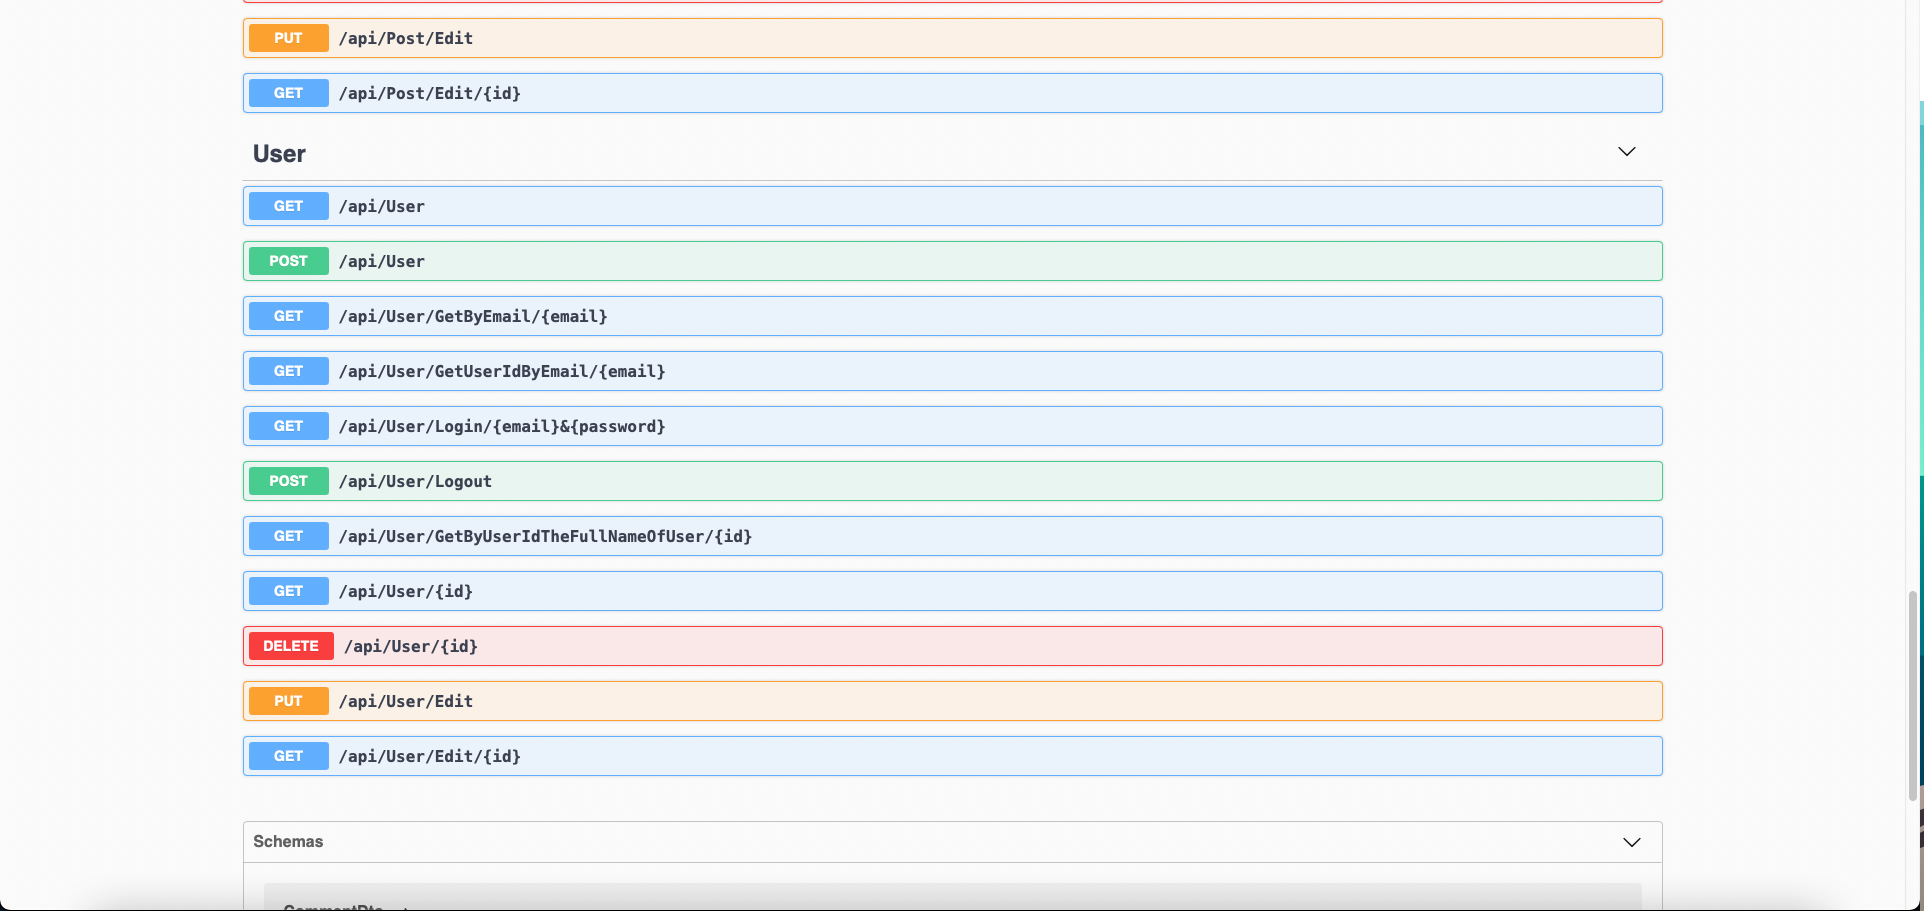 PUT /api/Post/Edit
GET /api/Post/Edit/{id}
User
GET /api/User
POST /api/User
GET /api/User/GetByEmail/{email}
GET /api/User/GetUserIdByEmail/{email}
GET /api/User/Login/{email}&{password}
POST /api/User/Logout
GET /api/User/GetByUserIdTheFullNameOfUser/{id}
GET /api/User/{id}
DELETE /api/User/{id}
PUT /api/User/Edit
GET /api/User/Edit/{id}
Schemas
CommentDto